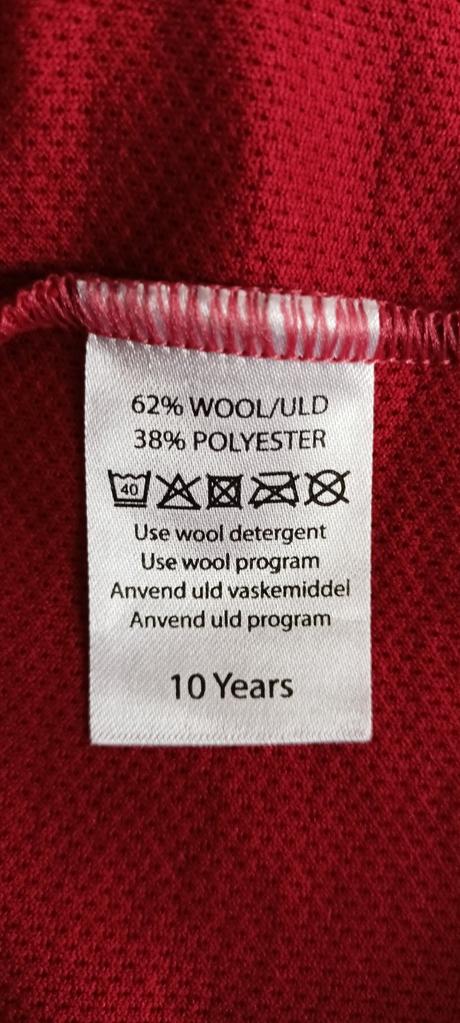 62% WOOL/ULD
38% POLYESTER
40
Use wool detergent
Use wool program
Anvend uld vaskemiddel
Anvend uld program
10 Years